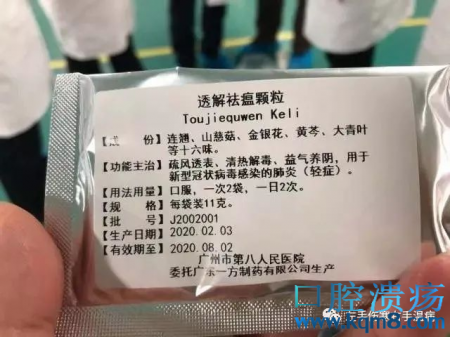 透解祛瘟颗粒
Toujiequwen Keli
【成 份】连翘、山慈菇、金银花、黄芩、大青叶
等十六味。
【功能主治】疏风透表、清热解毒、益气养阴，用于
新型冠状病毒感染的肺炎（轻症）。
【用法用量】口服，一次2袋，一日2次。
【规 格】每袋装11克。
【批 号】J2002001
【生产日期】2020.02.03
【有效期至】2020.08.02
广州市第八人民医院
委托广东一方制药有限公司生产
口腔溃疡
www.kqm8.com